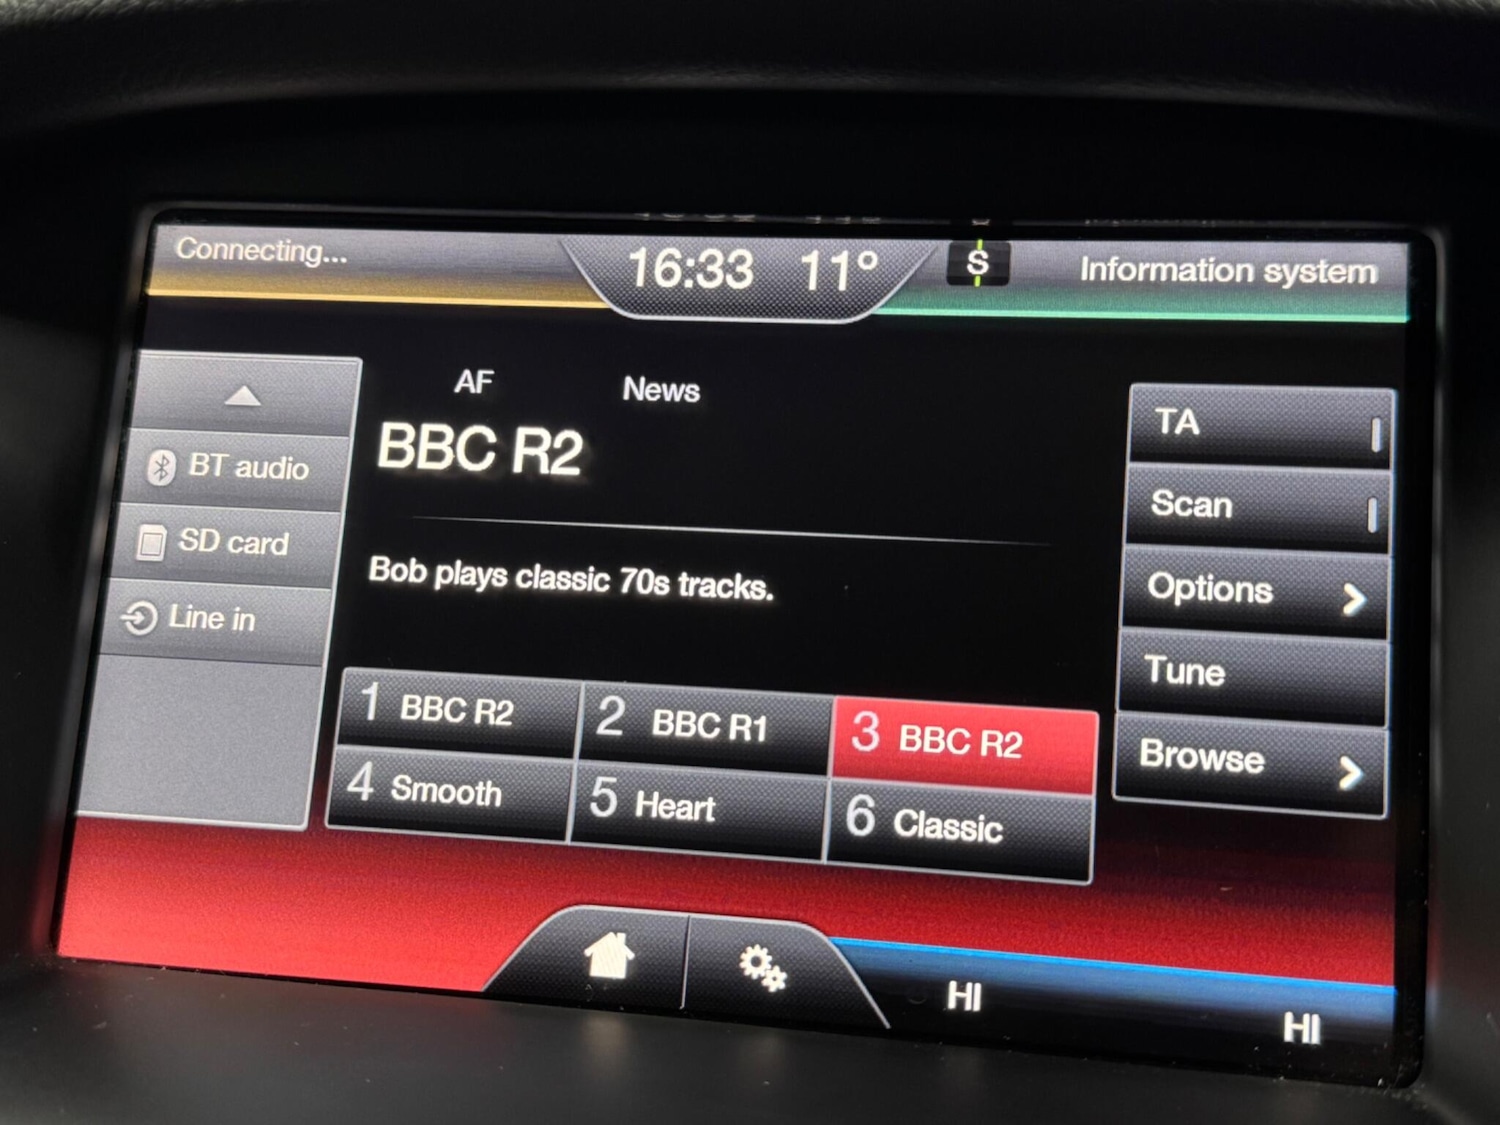 Connecting...
16:33 11°
S
Information system
AF News
BBC R2
Bob plays classic 70s tracks.
BT audio
SD card
Line in
1 BBC R2
2 BBC R1
3 BBC R2
4 Smooth
5 Heart
6 Classic
TA
Scan
Options
Tune
Browse
HI
HI